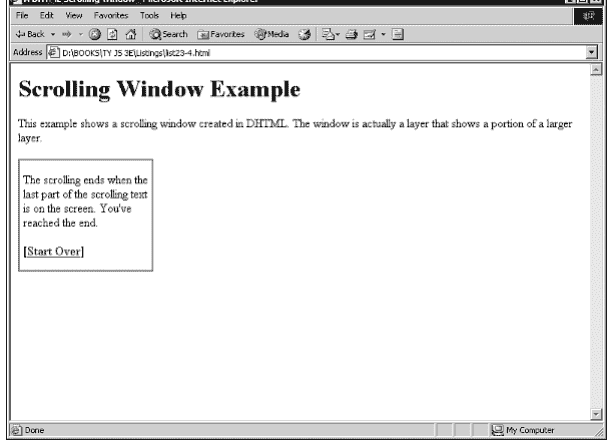 File Edit View Favorites Tools Help
Back Search Favorites Media
Address D:\BOOKS\TY JS 3E\Listings\list23-4.html
Scrolling Window Example
This example shows a scrolling window created in DHTML. The window is actually a layer that shows a portion of a larger
layer.
The scrolling ends when the
last part of the scrolling text
is on the screen. You've
reached the end.
[Start Over]
Done My Computer